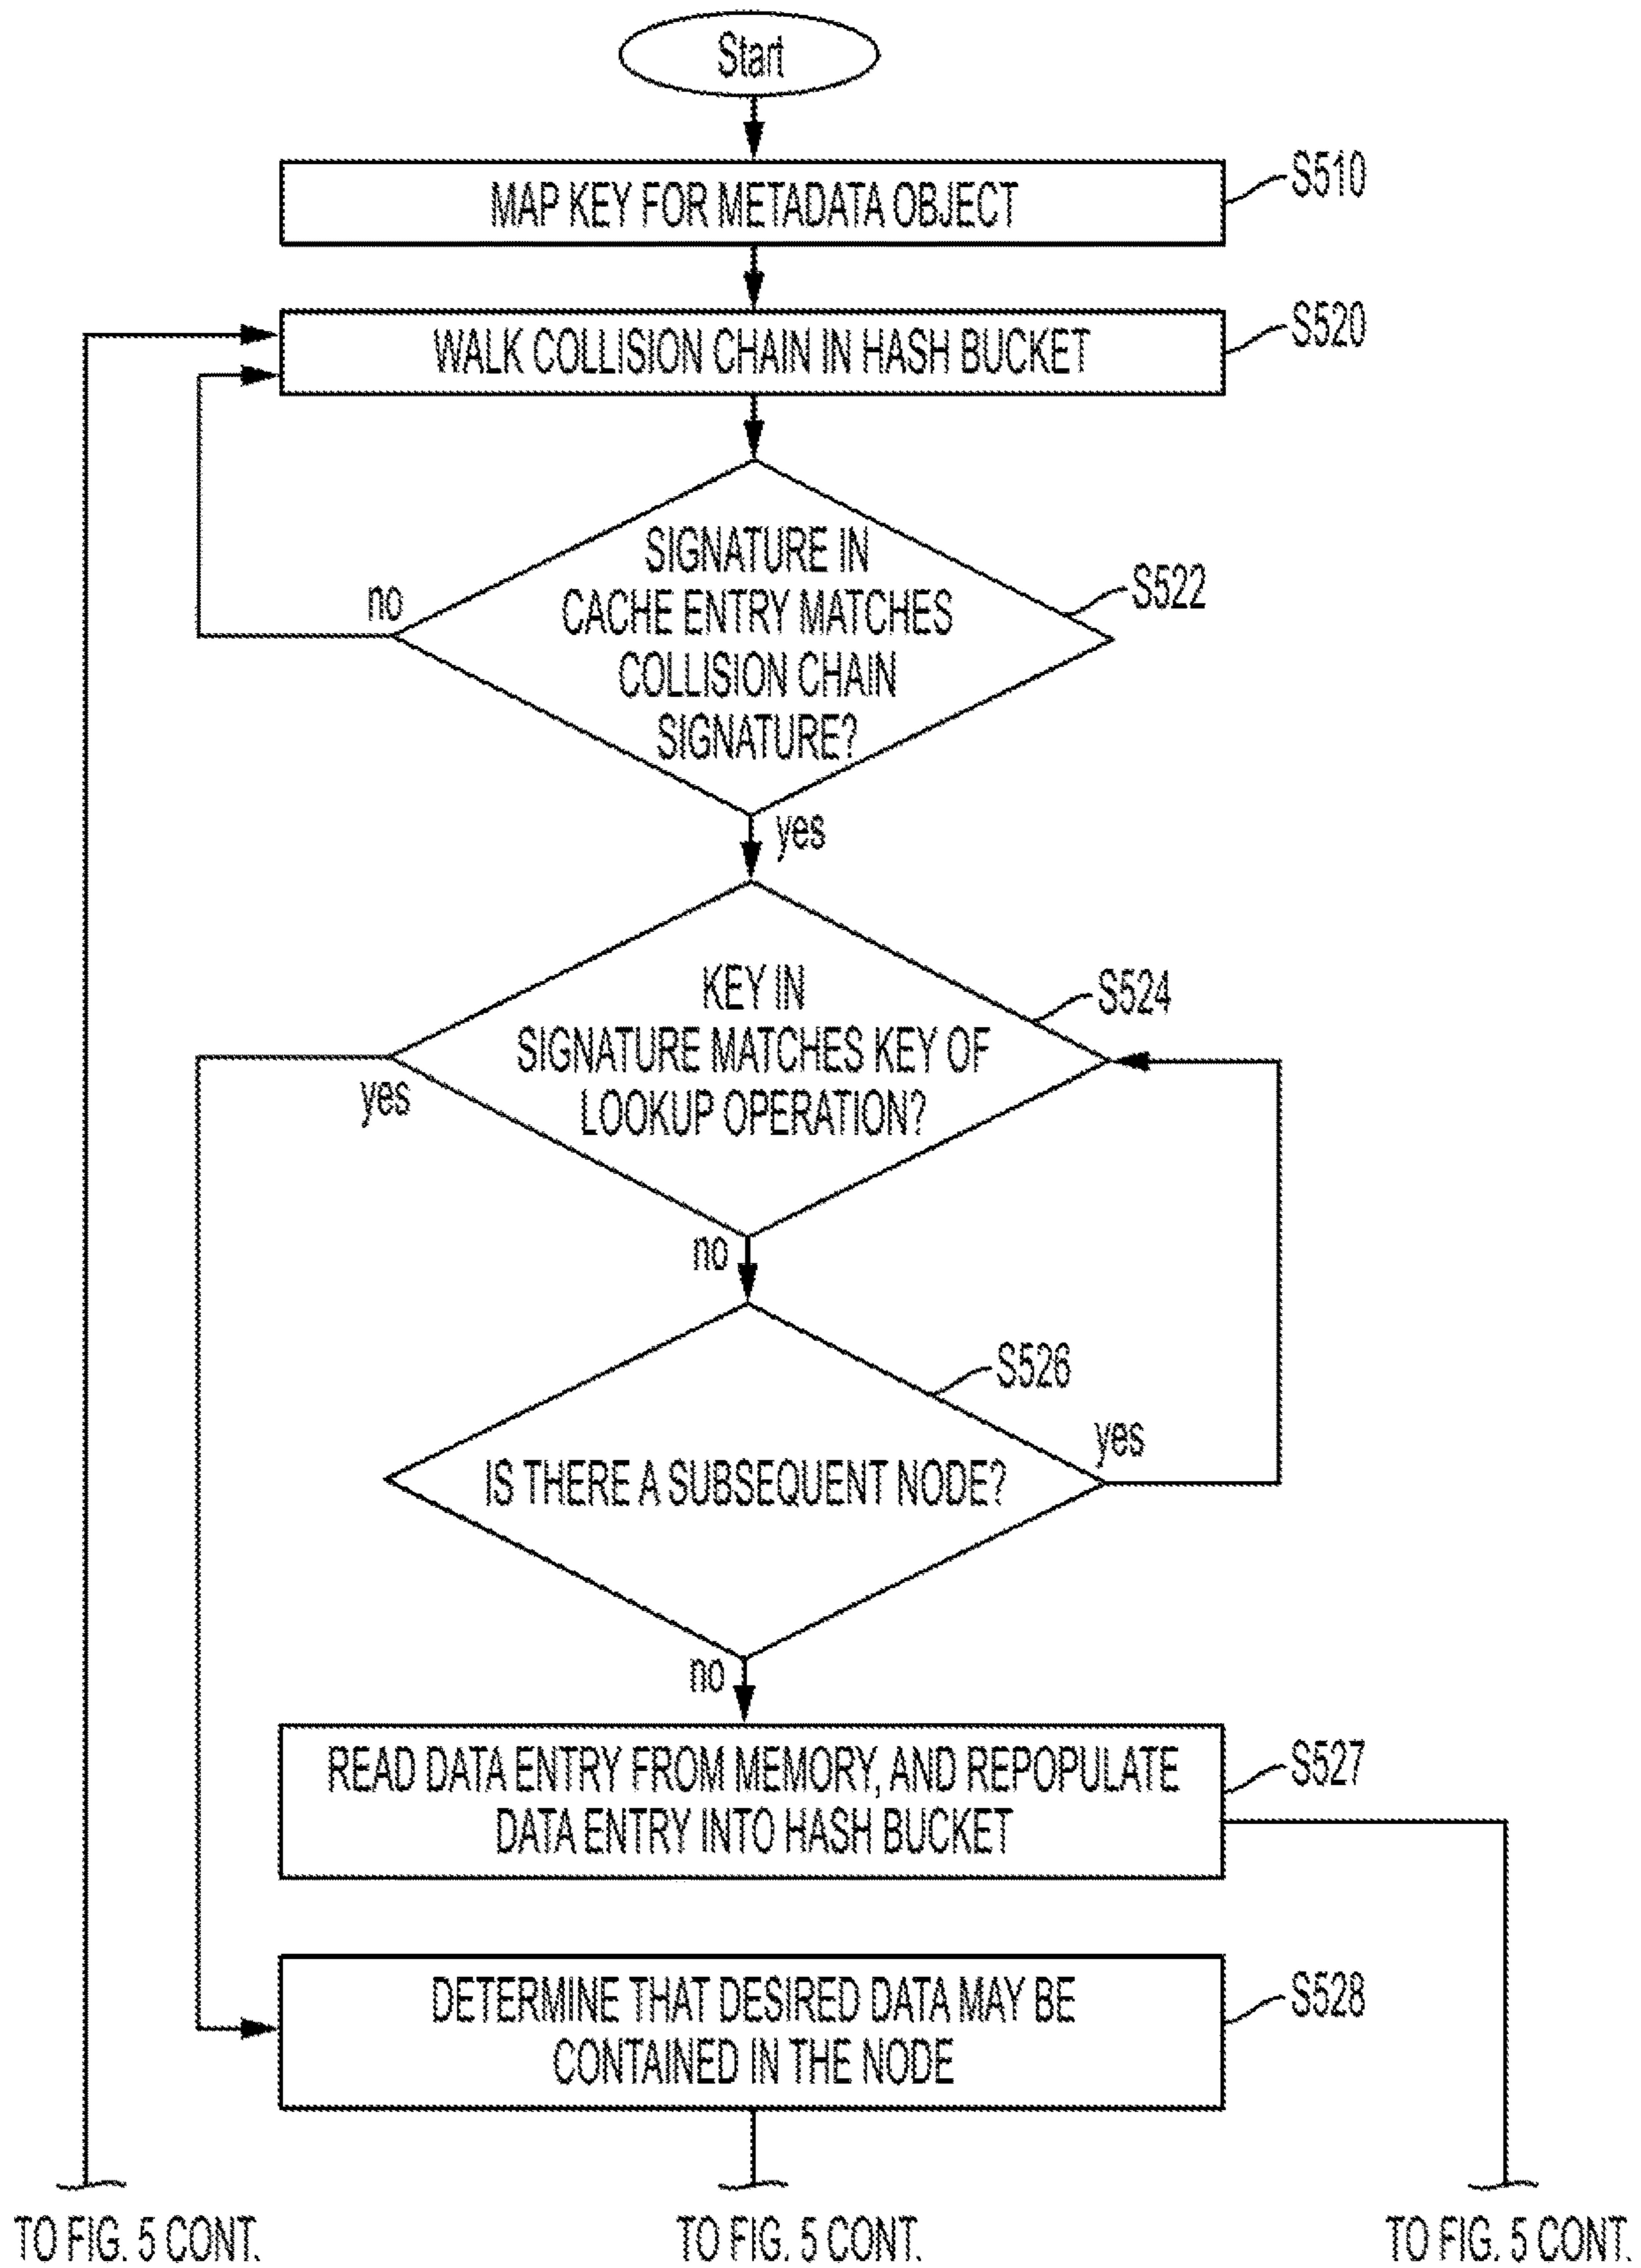 Start
MAP KEY FOR METADATA OBJECT
S510
WALK COLLISION CHAIN IN HASH BUCKET
S520
SIGNATURE IN
CACHE ENTRY MATCHES
COLLISION CHAIN
SIGNATURE?
S522
no
yes
KEY IN
SIGNATURE MATCHES KEY OF
LOOKUP OPERATION?
S524
yes
no
IS THERE A SUBSEQUENT NODE?
S526
yes
no
READ DATA ENTRY FROM MEMORY, AND REPOPULATE
DATA ENTRY INTO HASH BUCKET
S527
DETERMINE THAT DESIRED DATA MAY BE
CONTAINED IN THE NODE
S528
TO FIG. 5 CONT.
TO FIG. 5 CONT.
TO FIG. 5 CONT.